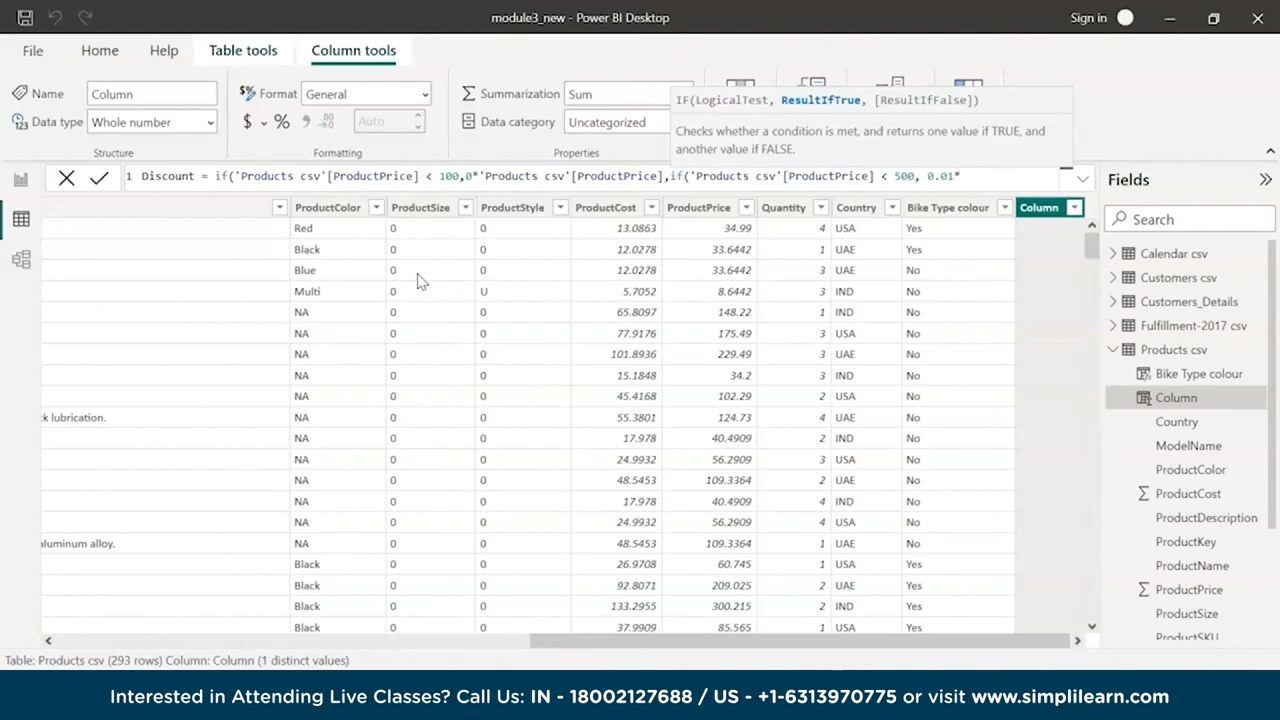 module3_new - Power BI Desktop
Sign in
File Home Help Table tools Column tools
Name Column
Format General
Summarization Sum
Data type Whole number
$ % 9 .00 Auto
Data category Uncategorized
Structure Formatting Properties
IF(LogicalTest, ResultIfTrue, [ResultIfFalse])
Checks whether a condition is met, and returns one value if TRUE, and
another value if FALSE.
1 Discount = if('Products csv'[ProductPrice] < 100,0*'Products csv'[ProductPrice],if('Products csv'[ProductPrice] < 500, 0.01*
ProductColor ProductSize ProductStyle ProductCost ProductPrice Quantity Country Bike Type colour Column
Red 0 0 13.0863 34.99 4 USA Yes
Black 0 0 12.0278 33.6442 1 UAE Yes
Blue 0 0 12.0278 33.6442 3 UAE No
Multi 0 U 5.7052 8.6442 3 IND No
NA 0 0 65.8097 148.22 1 IND No
NA 0 0 77.9176 175.49 3 USA No
NA 0 0 101.8936 229.49 3 UAE No
NA 0 0 15.1848 34.2 3 IND No
NA 0 0 45.4168 102.29 2 USA No
k lubrication. NA 0 0 55.3801 124.73 4 UAE No
NA 0 0 17.978 40.4909 2 IND No
NA 0 0 24.9932 56.2909 3 USA No
NA 0 0 48.5453 109.3364 2 UAE No
NA 0 0 17.978 40.4909 4 IND No
NA 0 0 24.9932 56.2909 4 USA No
aluminum alloy. NA 0 0 48.5453 109.3364 1 UAE No
Black 0 0 26.9708 60.745 1 USA Yes
Black 0 0 92.8071 209.025 2 UAE Yes
Black 0 0 133.2955 300.215 2 IND Yes
Black 0 0 37.9909 85.565 1 USA Yes
Fields
Search
Calendar csv
Customers csv
Customers_Details
Fulfillment-2017 csv
Products csv
Bike Type colour
Column
Country
ModelName
ProductColor
ProductCost
ProductDescription
ProductKey
ProductName
ProductPrice
ProductSize
ProductSKU
Table: Products csv (293 rows) Column: Column (1 distinct values)
Interested in Attending Live Classes? Call Us: IN - 18002127688 / US - +1-6313970775 or visit www.simplilearn.com